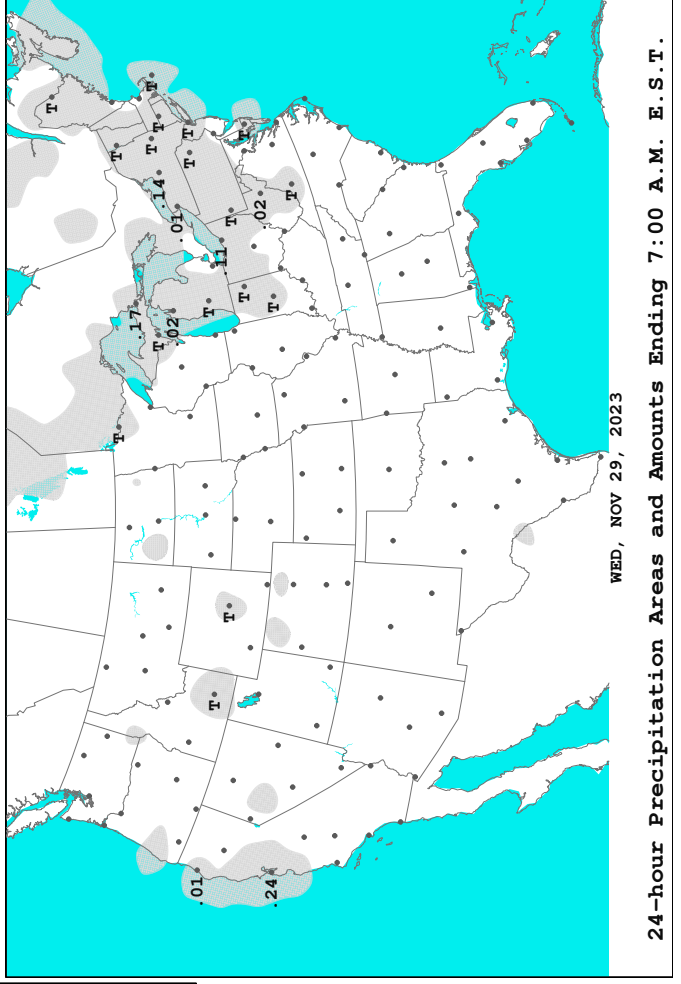 T
T
T
.17
T
T
T
.14
T
.02
.01
T
T
.01
T
T
.11
T
T
T
T
.02
.24
T
T
WED, NOV 29, 2023
24-hour Precipitation Areas and Amounts Ending 7:00 A.M. E.S.T.